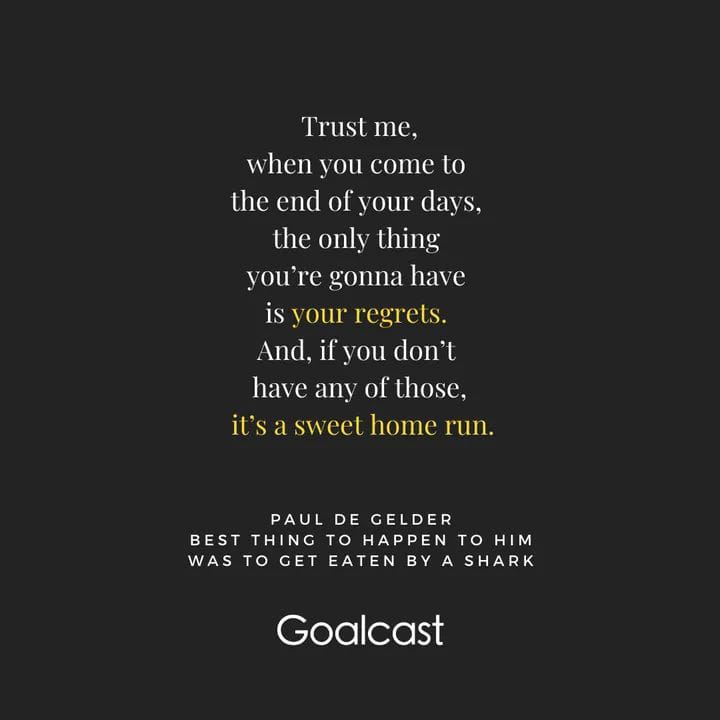 Trust me,
when you come to
the end of your days,
the only thing
you’re gonna have
is your regrets.
And, if you don’t
have any of those,
it’s a sweet home run.
PAUL DE GELDER
BEST THING TO HAPPEN TO HIM
WAS TO GET EATEN BY A SHARK
Goalcast